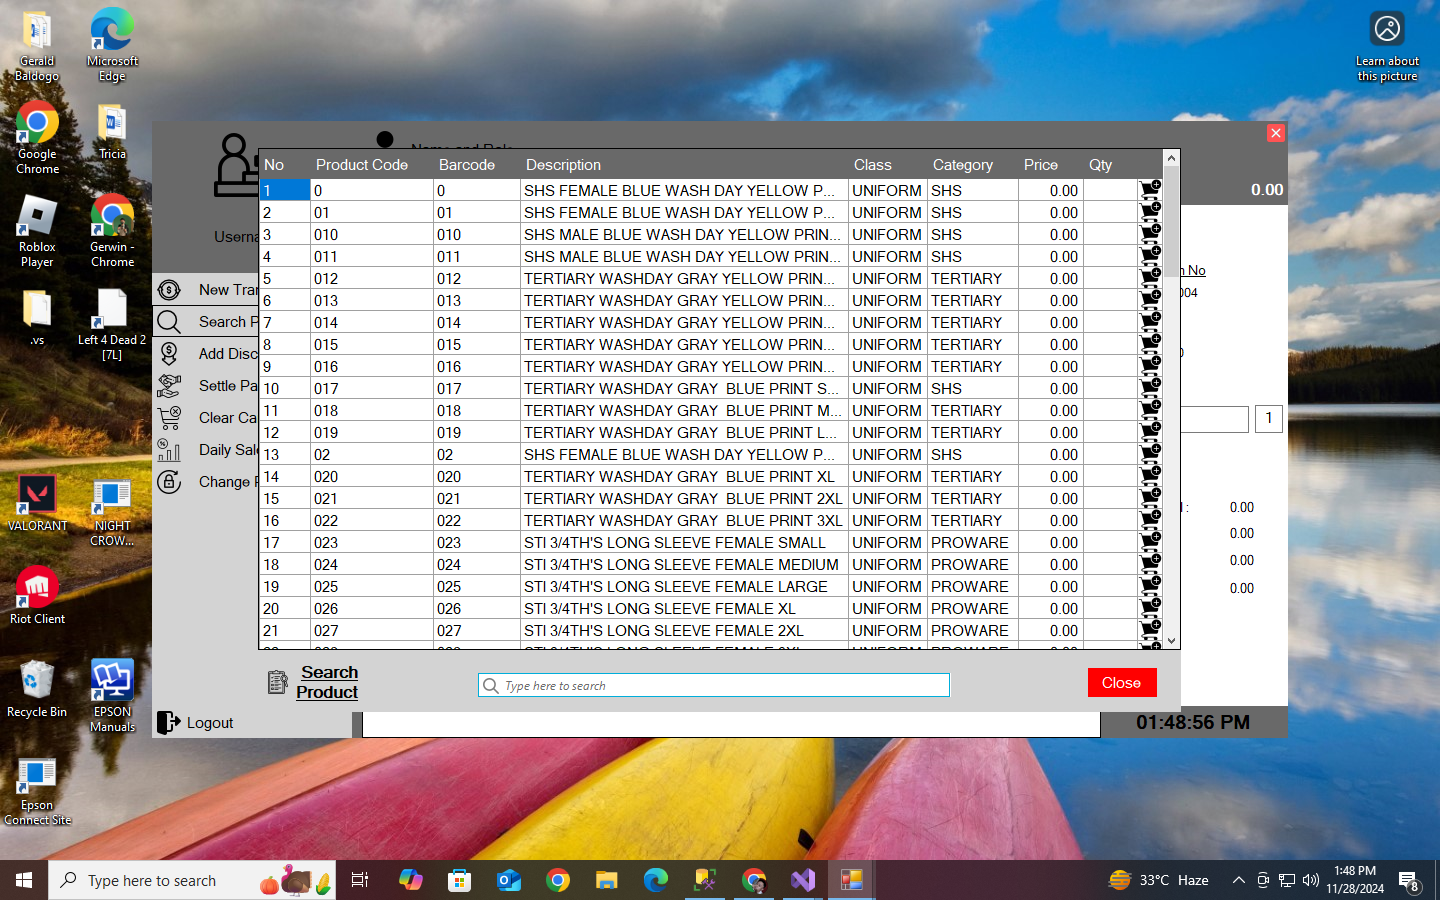 Gerald Baldogo
Microsoft Edge
Learn about this picture
Google Chrome
Tricia
Roblox Player
Gerwin - Chrome
.vs
Left 4 Dead 2 [7L]
VALORANT
NIGHT CROW...
Riot Client
Recycle Bin
EPSON Manuals
Epson Connect Site
0.00
New Tra
Search P
Add Disc
Settle Pa
Clear Ca
Daily Sale
Change
Logout
No Product Code Barcode Description Class Category Price Qty
1 0 0 SHS FEMALE BLUE WASH DAY YELLOW P... UNIFORM SHS 0.00
2 01 01 SHS FEMALE BLUE WASH DAY YELLOW P... UNIFORM SHS 0.00
3 010 010 SHS MALE BLUE WASH DAY YELLOW PRIN... UNIFORM SHS 0.00
4 011 011 SHS MALE BLUE WASH DAY YELLOW PRIN... UNIFORM SHS 0.00
5 012 012 TERTIARY WASHDAY GRAY YELLOW PRIN... UNIFORM TERTIARY 0.00
6 013 013 TERTIARY WASHDAY GRAY YELLOW PRIN... UNIFORM TERTIARY 0.00
7 014 014 TERTIARY WASHDAY GRAY YELLOW PRIN... UNIFORM TERTIARY 0.00
8 015 015 TERTIARY WASHDAY GRAY YELLOW PRIN... UNIFORM TERTIARY 0.00
9 016 016 TERTIARY WASHDAY GRAY YELLOW PRIN... UNIFORM TERTIARY 0.00
10 017 017 TERTIARY WASHDAY GRAY BLUE PRINT S... UNIFORM SHS 0.00
11 018 018 TERTIARY WASHDAY GRAY BLUE PRINT M... UNIFORM TERTIARY 0.00
12 019 019 TERTIARY WASHDAY GRAY BLUE PRINT L... UNIFORM TERTIARY 0.00
13 02 02 SHS FEMALE BLUE WASH DAY YELLOW P... UNIFORM SHS 0.00
14 020 020 TERTIARY WASHDAY GRAY BLUE PRINT XL UNIFORM TERTIARY 0.00
15 021 021 TERTIARY WASHDAY GRAY BLUE PRINT 2XL UNIFORM TERTIARY 0.00
16 022 022 TERTIARY WASHDAY GRAY BLUE PRINT 3XL UNIFORM TERTIARY 0.00
17 023 023 STI 3/4TH'S LONG SLEEVE FEMALE SMALL UNIFORM PROWARE 0.00
18 024 024 STI 3/4TH'S LONG SLEEVE FEMALE MEDIUM UNIFORM PROWARE 0.00
19 025 025 STI 3/4TH'S LONG SLEEVE FEMALE LARGE UNIFORM PROWARE 0.00
20 026 026 STI 3/4TH'S LONG SLEEVE FEMALE XL UNIFORM PROWARE 0.00
21 027 027 STI 3/4TH'S LONG SLEEVE FEMALE 2XL UNIFORM PROWARE 0.00
No
004
1
0.00
0.00
0.00
0.00
Search Product
Type here to search
Close
01:48:56 PM
Type here to search
33°C Haze
1:48 PM
11/28/2024
8